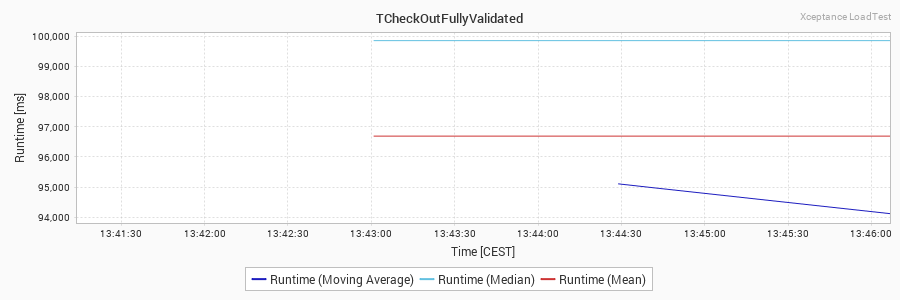 TCheckOutFullyValidated
Xceptance LoadTest
Runtime [ms]
100,000
99,000
98,000
97,000
96,000
95,000
94,000
13:41:30 13:42:00 13:42:30 13:43:00 13:43:30 13:44:00 13:44:30 13:45:00 13:45:30 13:46:00
Time [CEST]
Runtime (Moving Average) Runtime (Median) Runtime (Mean)